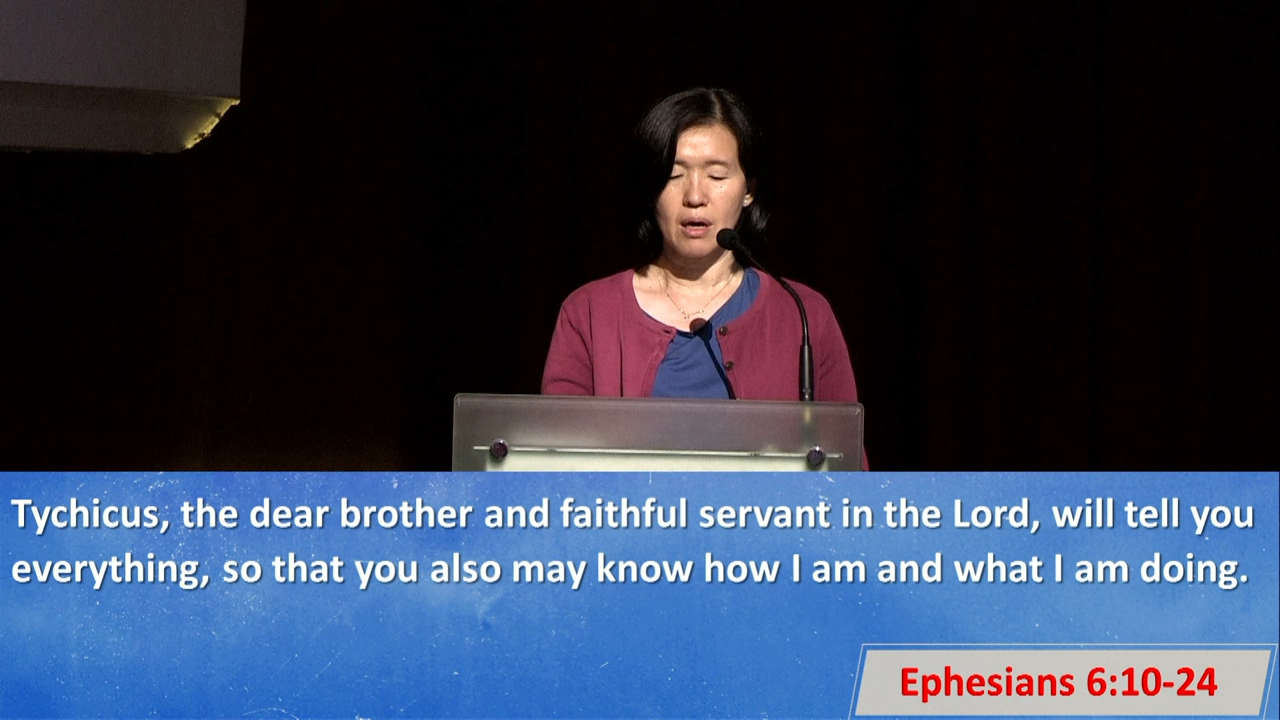 Tychicus, the dear brother and faithful servant in the Lord, will tell you
everything, so that you also may know how I am and what I am doing.
Ephesians 6:10-24